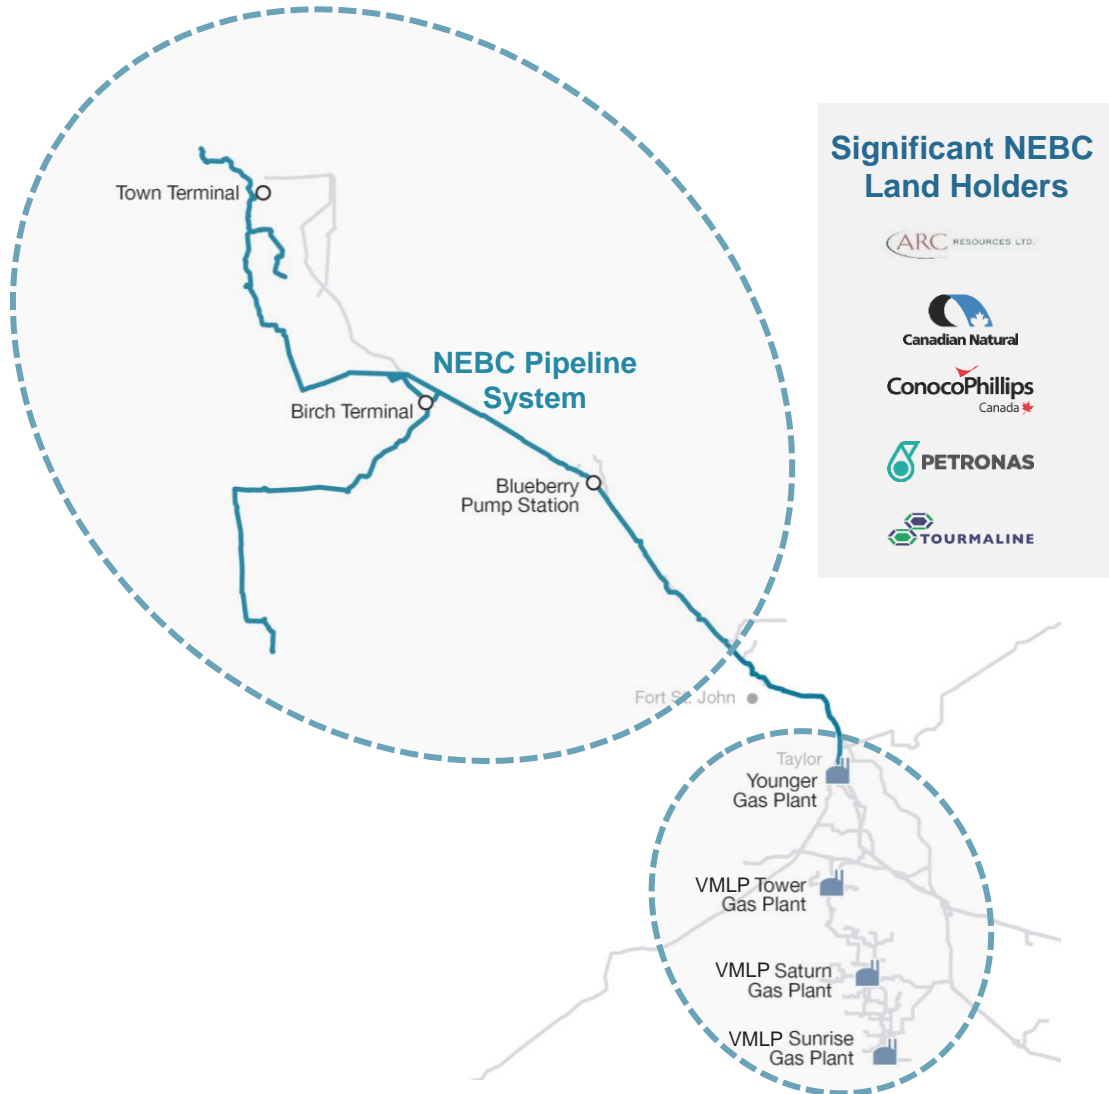 Town Terminal
NEBC Pipeline
System
Birch Terminal
Blueberry
Pump Station
Fort St. John
Taylor
Younger
Gas Plant
VMLP Tower
Gas Plant
VMLP Saturn
Gas Plant
VMLP Sunrise
Gas Plant
Significant NEBC
Land Holders
ARC RESOURCES LTD.
Canadian Natural
ConocoPhillips
Canada
PETRONAS
TOURMALINE